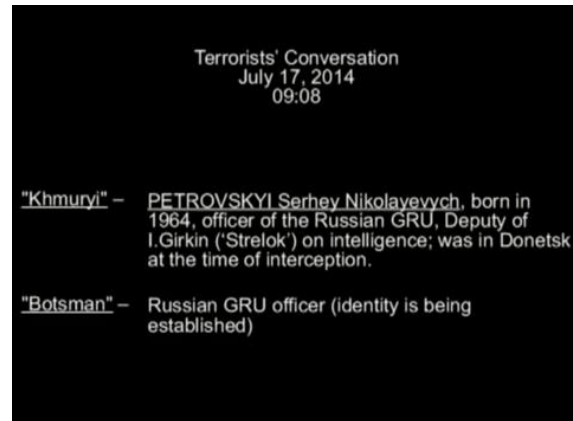 Terrorists' Conversation
July 17, 2014
09:08
"Khmuryi" – PETROVSKYI Serhey Nikolayevych, born in
1964, officer of the Russian GRU, Deputy of
I.Girkin ('Strelok') on intelligence; was in Donetsk
at the time of interception.
"Botsman" – Russian GRU officer (identity is being
established)